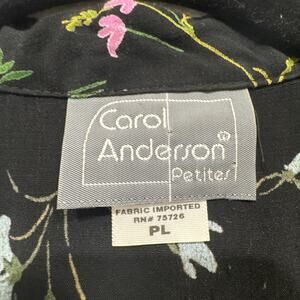 Carol
Anderson®
Petites
FABRIC IMPORTED
RN# 75726
PL